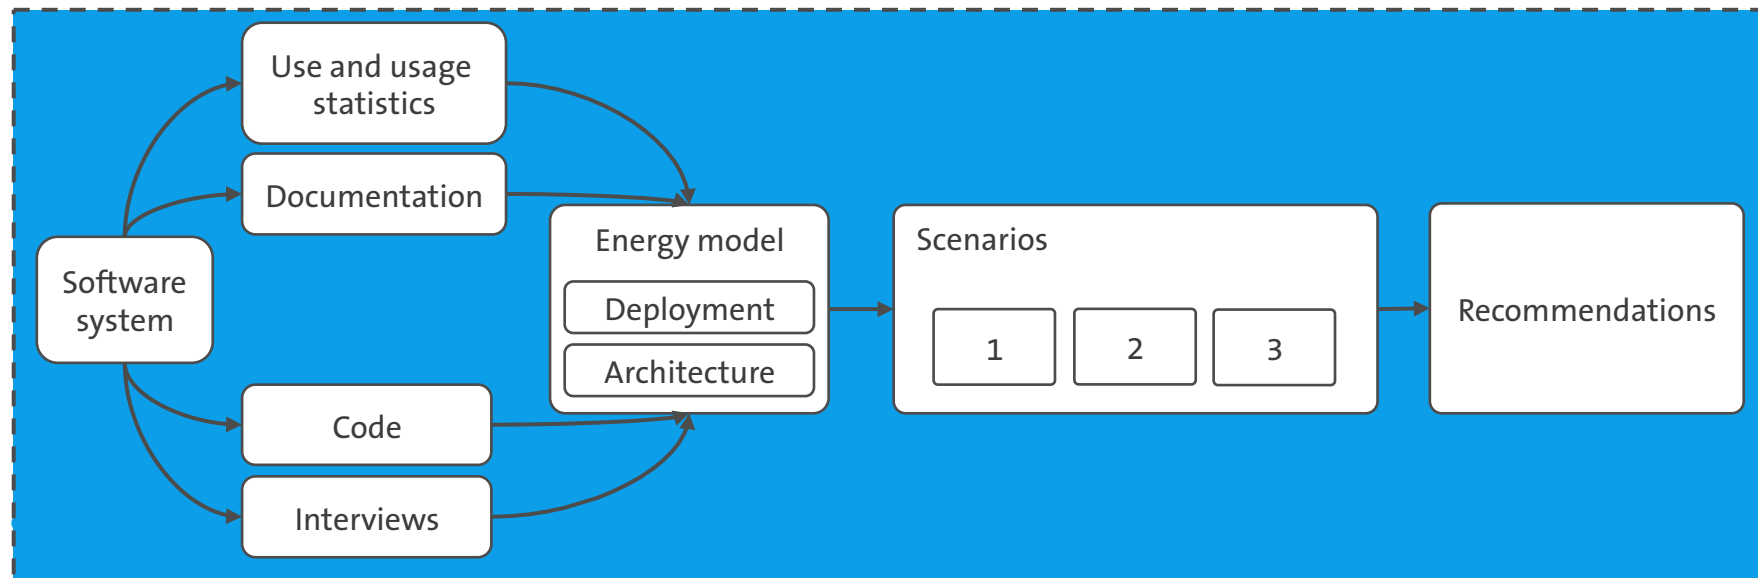 Use and usage
statistics
Documentation
Software
system
Code
Interviews
Energy model
Deployment
Architecture
Scenarios
1
2
3
Recommendations